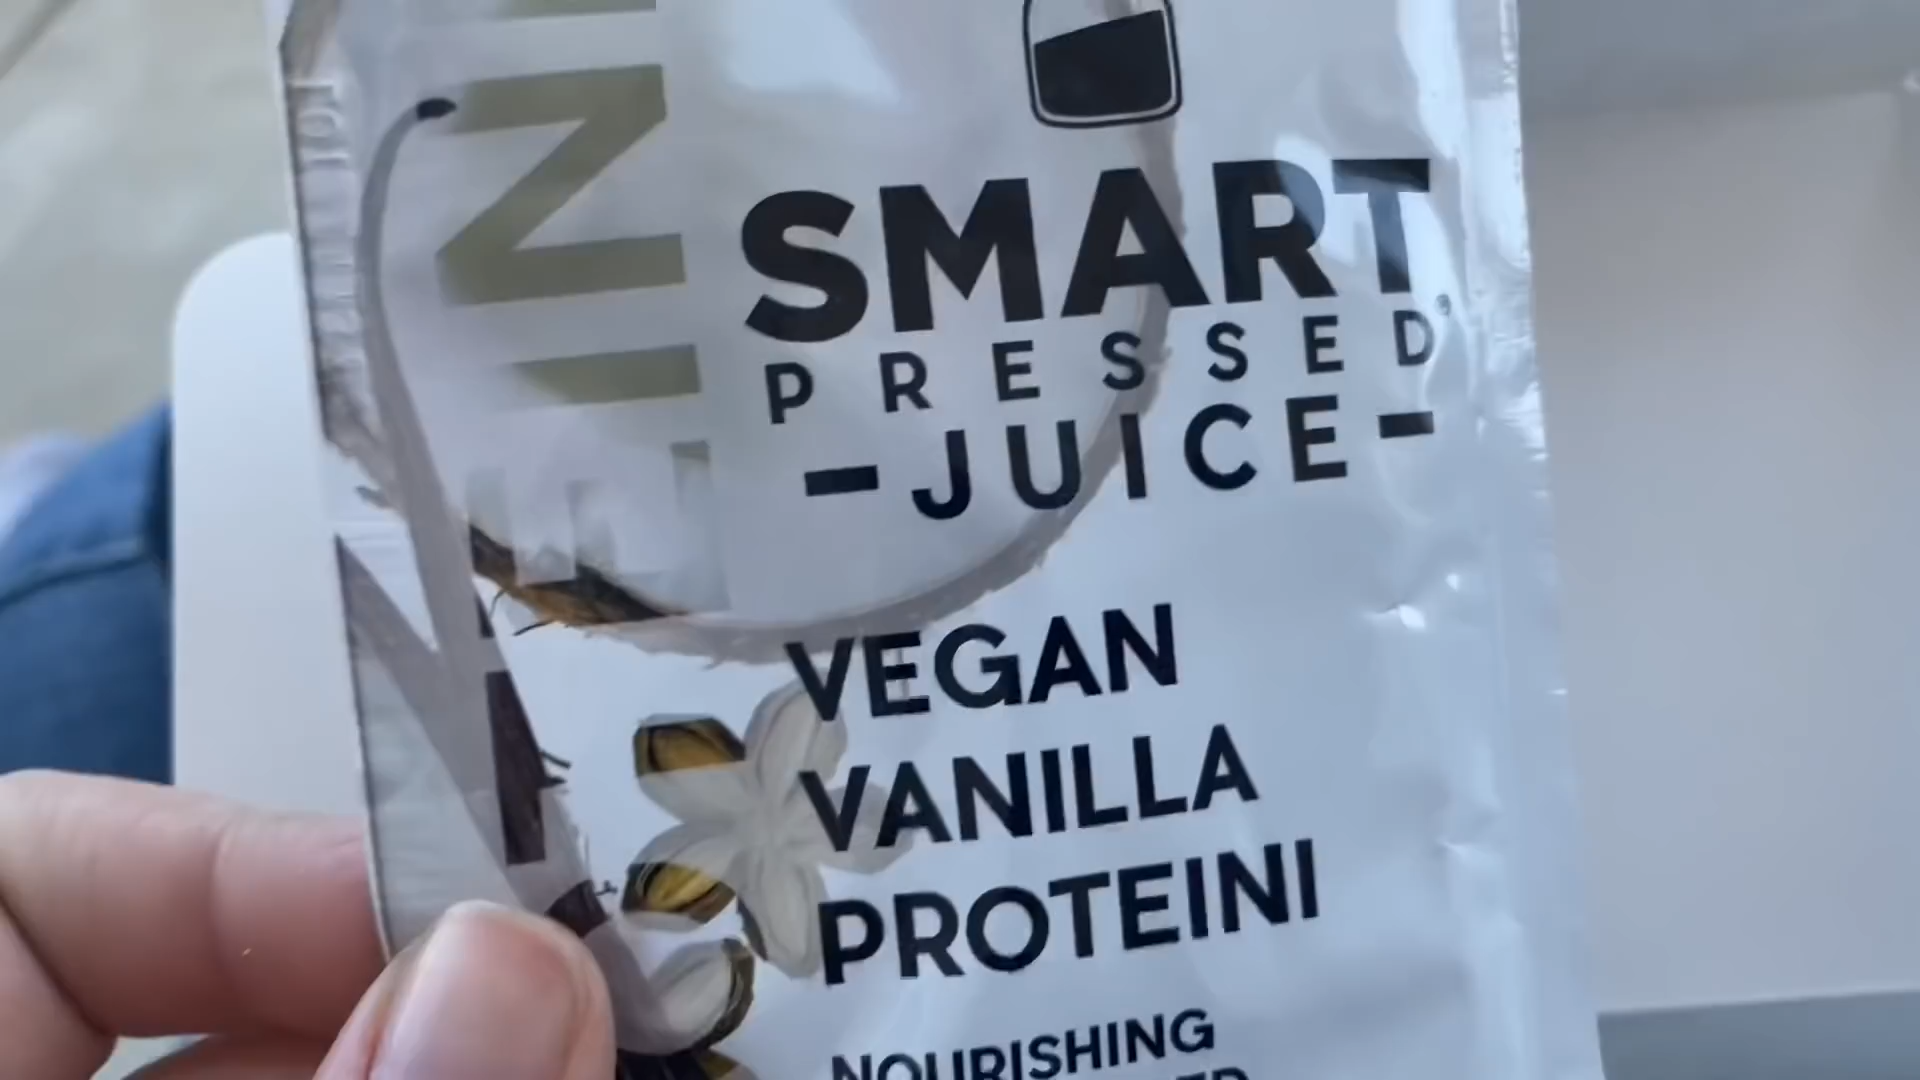 SMART
PRESSED®
-JUICE-
VEGAN
VANILLA
PROTEINI
NOURISHING